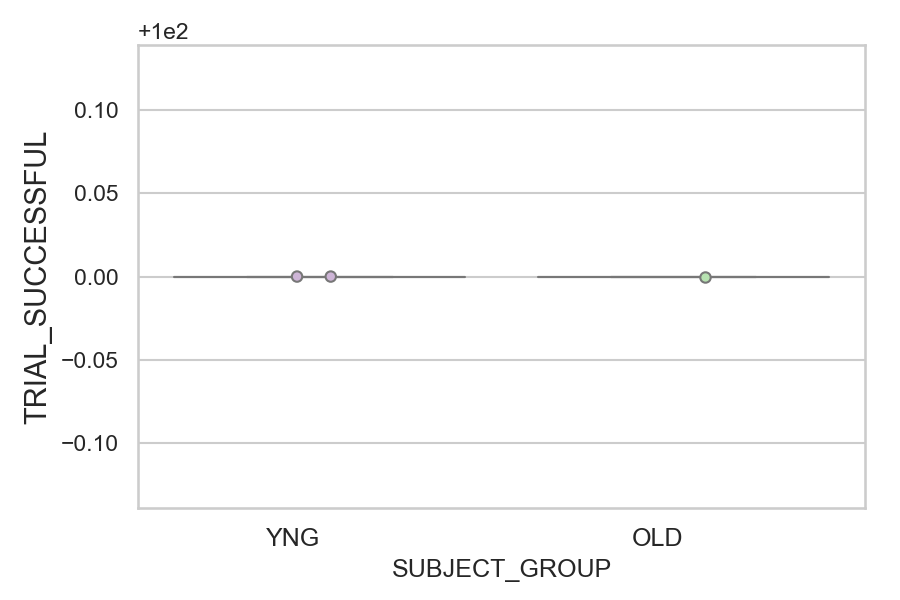 +1e2
0.10
0.05
0.00
−0.05
−0.10
TRIAL_SUCCESSFUL
YNG
OLD
SUBJECT_GROUP